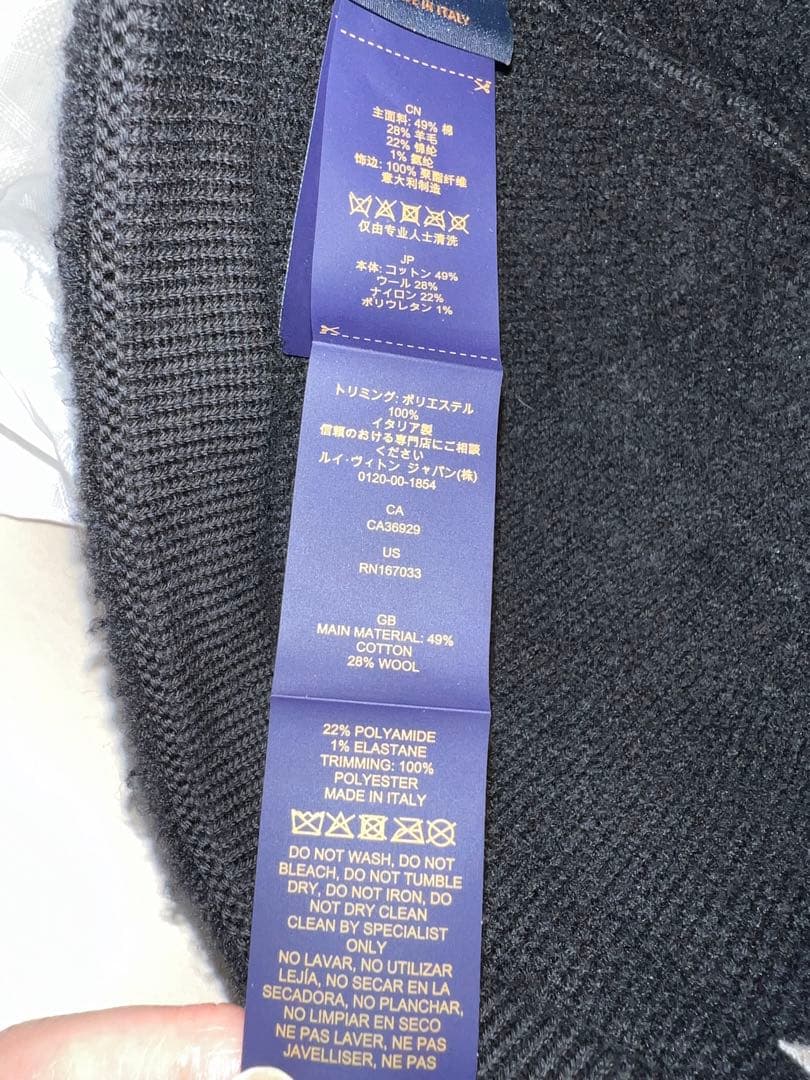 IN ITALY
CN
主面料: 49% 棉
28% 羊毛
22% 锦纶
1% 氨纶
饰边: 100% 聚酯纤维
意大利制造
仅由专业人士清洗
JP
本体: コットン 49%
ウール 28%
ナイロン 22%
ポリウレタン 1%
トリミング: ポリエステル
100%
イタリア製
信頼のおける専門店にご相談
ください
ルイ·ヴィトン ジャパン(株)
0120-00-1854
CA
CA36929
US
RN167033
GB
MAIN MATERIAL: 49%
COTTON
28% WOOL
22% POLYAMIDE
1% ELASTANE
TRIMMING: 100%
POLYESTER
MADE IN ITALY
DO NOT WASH, DO NOT
BLEACH, DO NOT TUMBLE
DRY, DO NOT IRON, DO
NOT DRY CLEAN
CLEAN BY SPECIALIST
ONLY
NO LAVAR, NO UTILIZAR
LEJÍA, NO SECAR EN LA
SECADORA, NO PLANCHAR,
NO LIMPIAR EN SECO
NE PAS LAVER, NE PAS
JAVELLISER, NE PAS